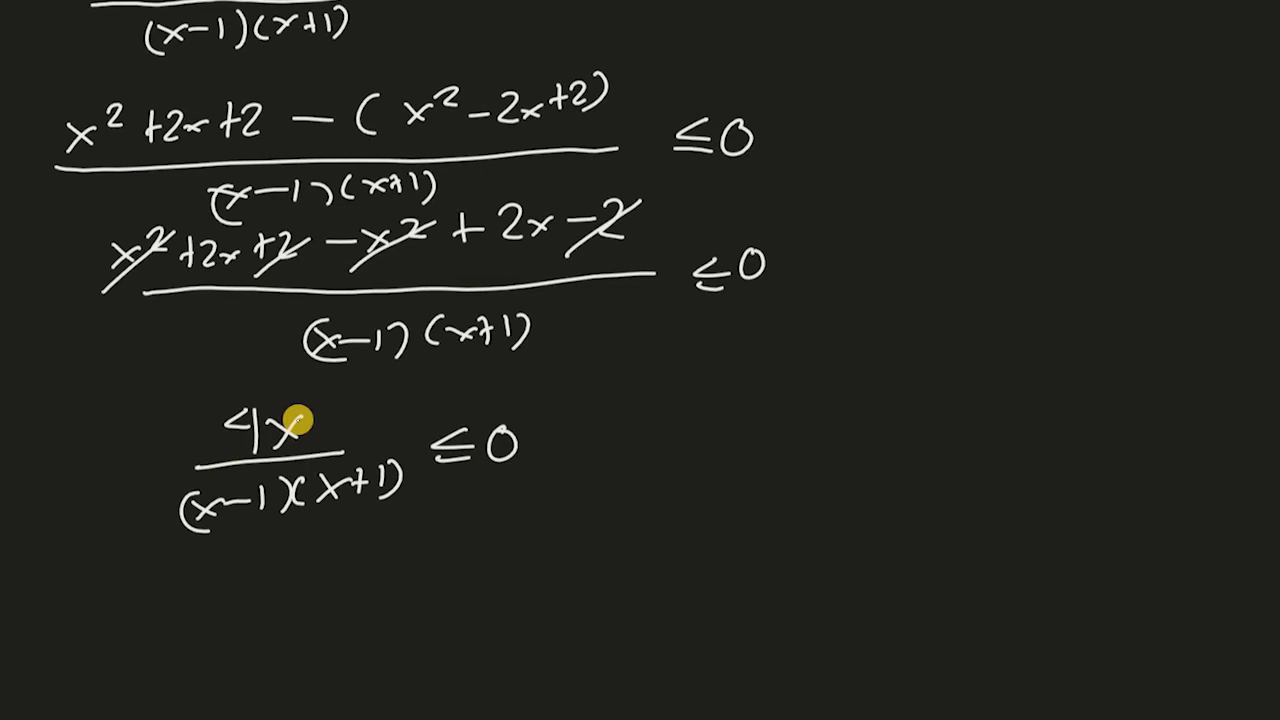 (x-1)(x+1)
x² +2x+2 - ( x² -2x+2) ≤0
(x-1)(x+1)
x² +2x +2 -x² + 2x -2 ≤0
(x-1)(x+1)
4x ≤0
(x-1)(x+1)